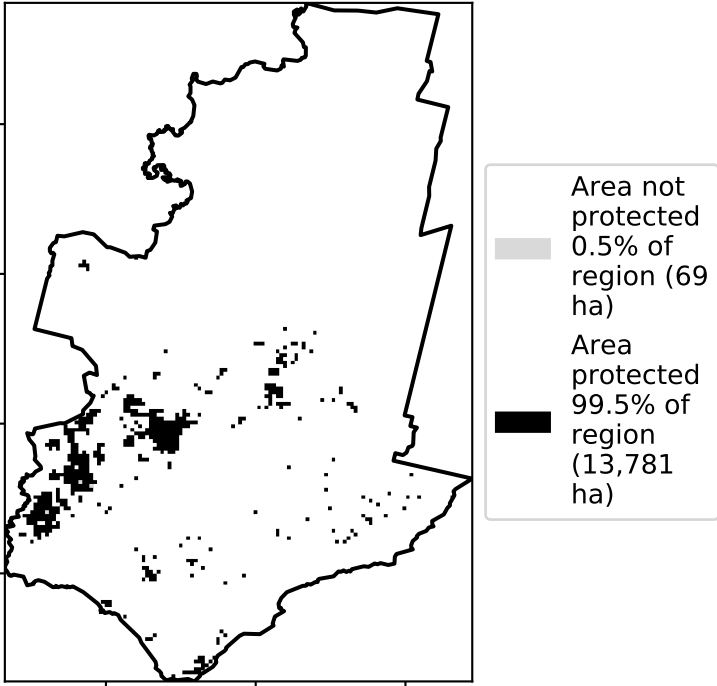 Area not
protected
0.5% of
region (69
ha)
Area
protected
99.5% of
region
(13,781
ha)